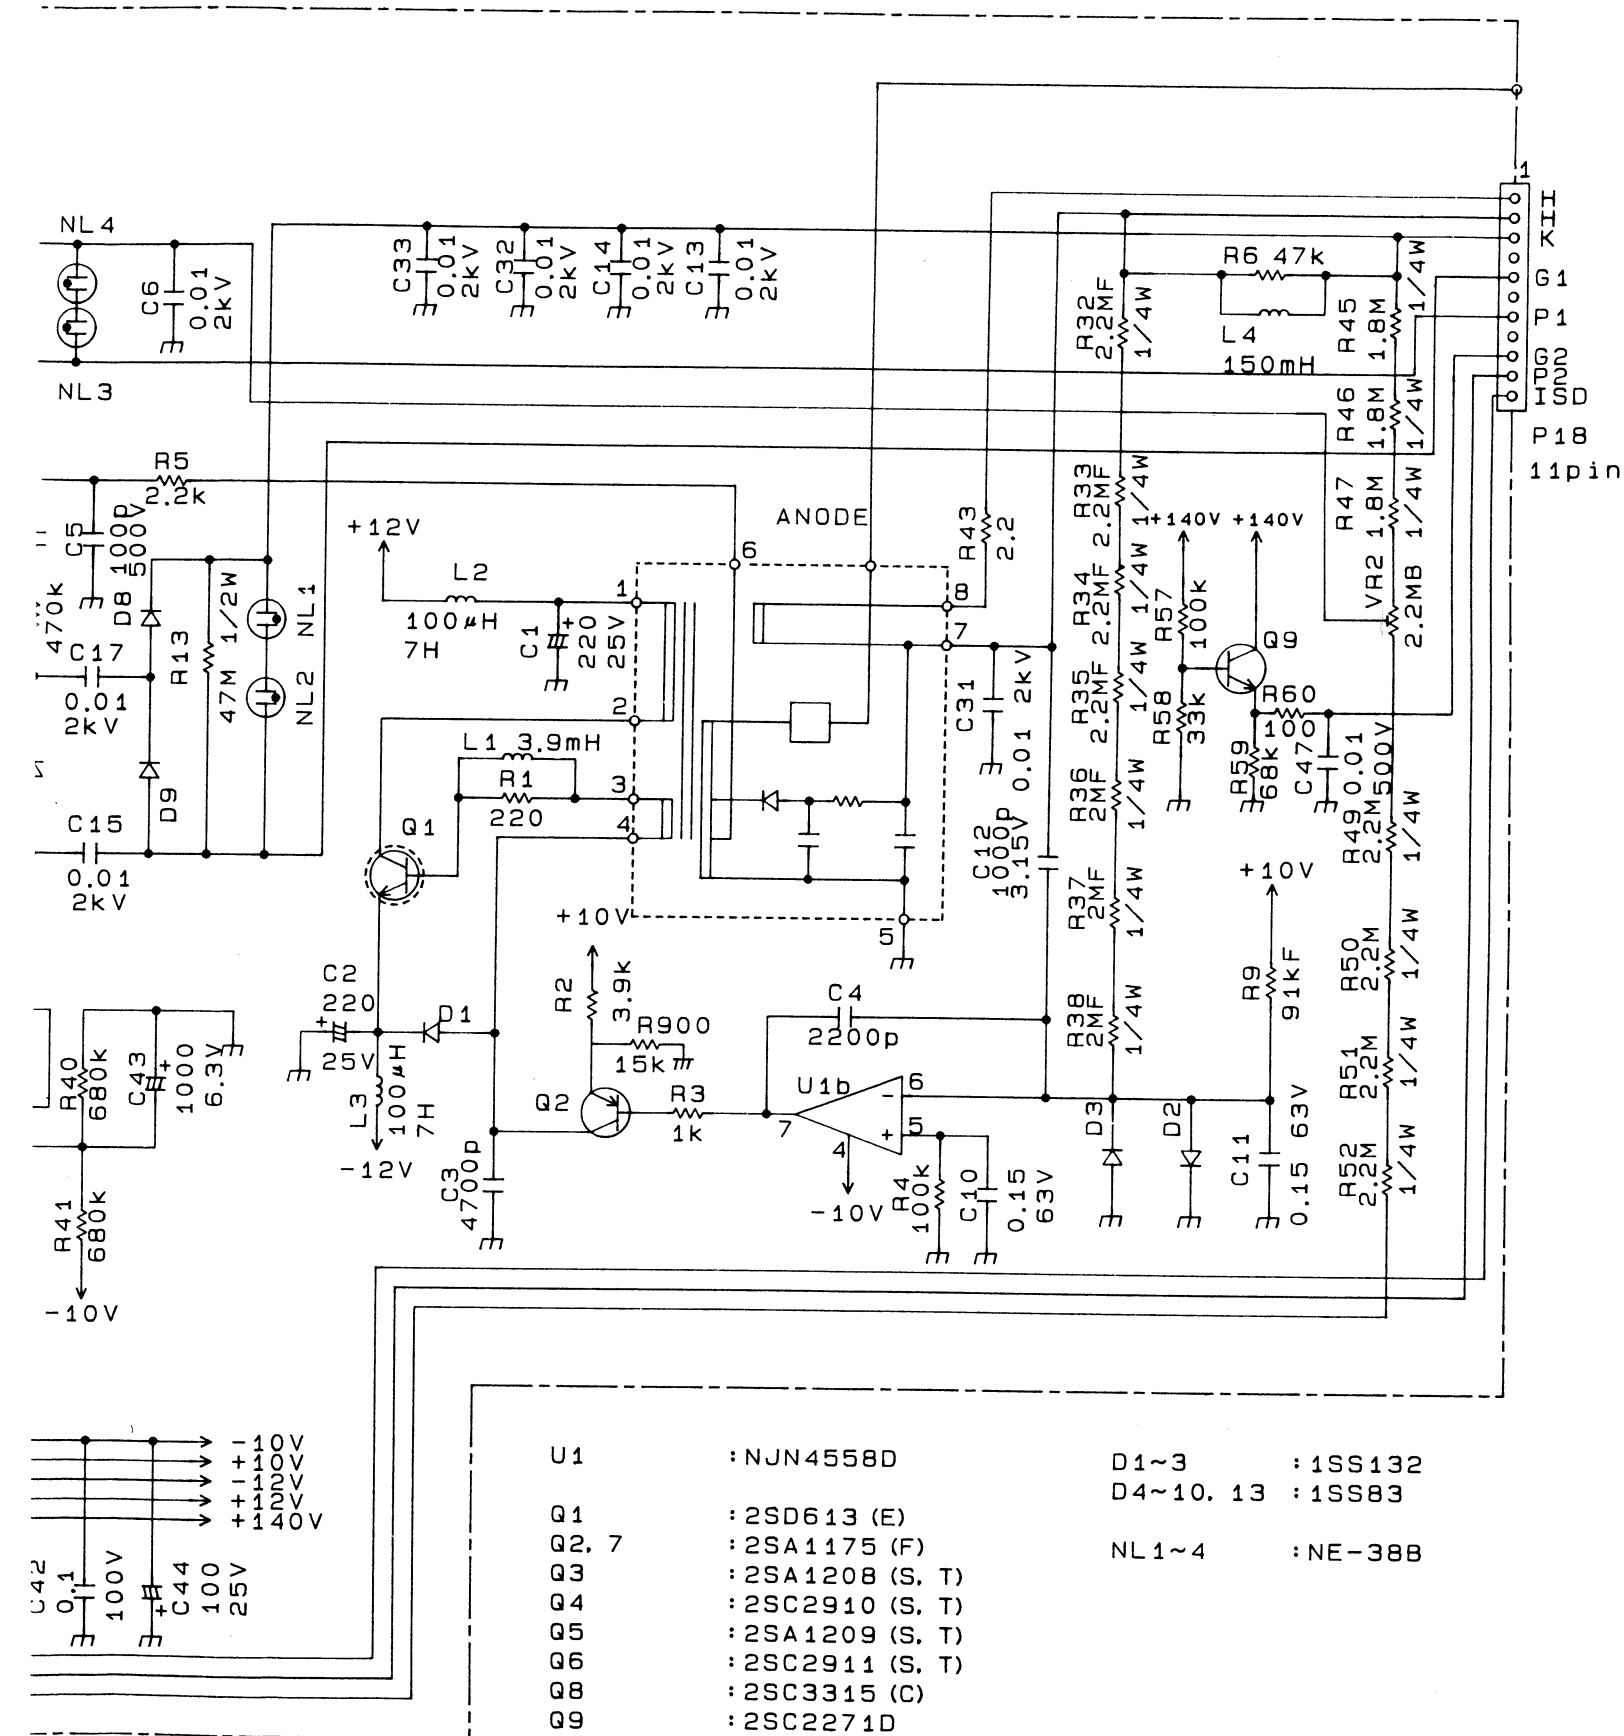 1
H
H
K
G1
P1
G2
P2
ISD
P18
11pin
NL4
C6
0.01
2kV
NL3
C33
0.01
2kV
C32
0.01
2kV
C14
0.01
2kV
C13
0.01
2kV
R6 47k
L4
150mH
R32
2.2MF
1/4W
R45
1.8M
1/4W
R46
1.8M
1/4W
R47
1.8M
1/4W
R5
2.2k
C5
100p
500V
470k
D8
R13
47M 1/2W
NL1
NL2
C17
0.01
2kV
D9
C15
0.01
2kV
+12V
L2
100μH
7H
C1
220
25V
1
2
3
4
5
6
7
8
ANODE
R43
2.2
L1 3.9mH
R1
220
Q1
C31
0.01 2kV
C12
1000p
3.15V
R33
2.2MF
1/4W
R34
2.2MF
1/4W
R35
2.2MF
1/4W
R36
2MF
1/4W
R37
2MF
1/4W
R38
2MF
1/4W
+140V +140V
R57
100k
R58
33k
Q9
R60
100
R59
68k
C47
0.01
500V
VR2
2.2MB
R49
2.2M
1/4W
R50
2.2M
1/4W
R51
2.2M
1/4W
R52
2.2M
1/4W
+10V
R9
91kF
C2
220
25V
D1
L3
100μH
7H
-12V
C3
4700p
+10V
R2
3.9k
R900
15k
Q2
R3
1k
C4
2200p
U1b
6
5
7
4
-
+
-10V
R4
100k
C10
0.15
63V
D3
D2
C11
0.15 63V
R40
680k
C43
1000
6.3V
R41
680k
-10V
-10V
+10V
-12V
+12V
+140V
C42
0.1
100V
C44
100
25V
U1 :NJN4558D
Q1 :2SD613 (E)
Q2, 7 :2SA1175 (F)
Q3 :2SA1208 (S, T)
Q4 :2SC2910 (S, T)
Q5 :2SA1209 (S, T)
Q6 :2SC2911 (S, T)
Q8 :2SC3315 (C)
Q9 :2SC2271D
D1~3 :1SS132
D4~10, 13 :1SS83
NL1~4 :NE-38B